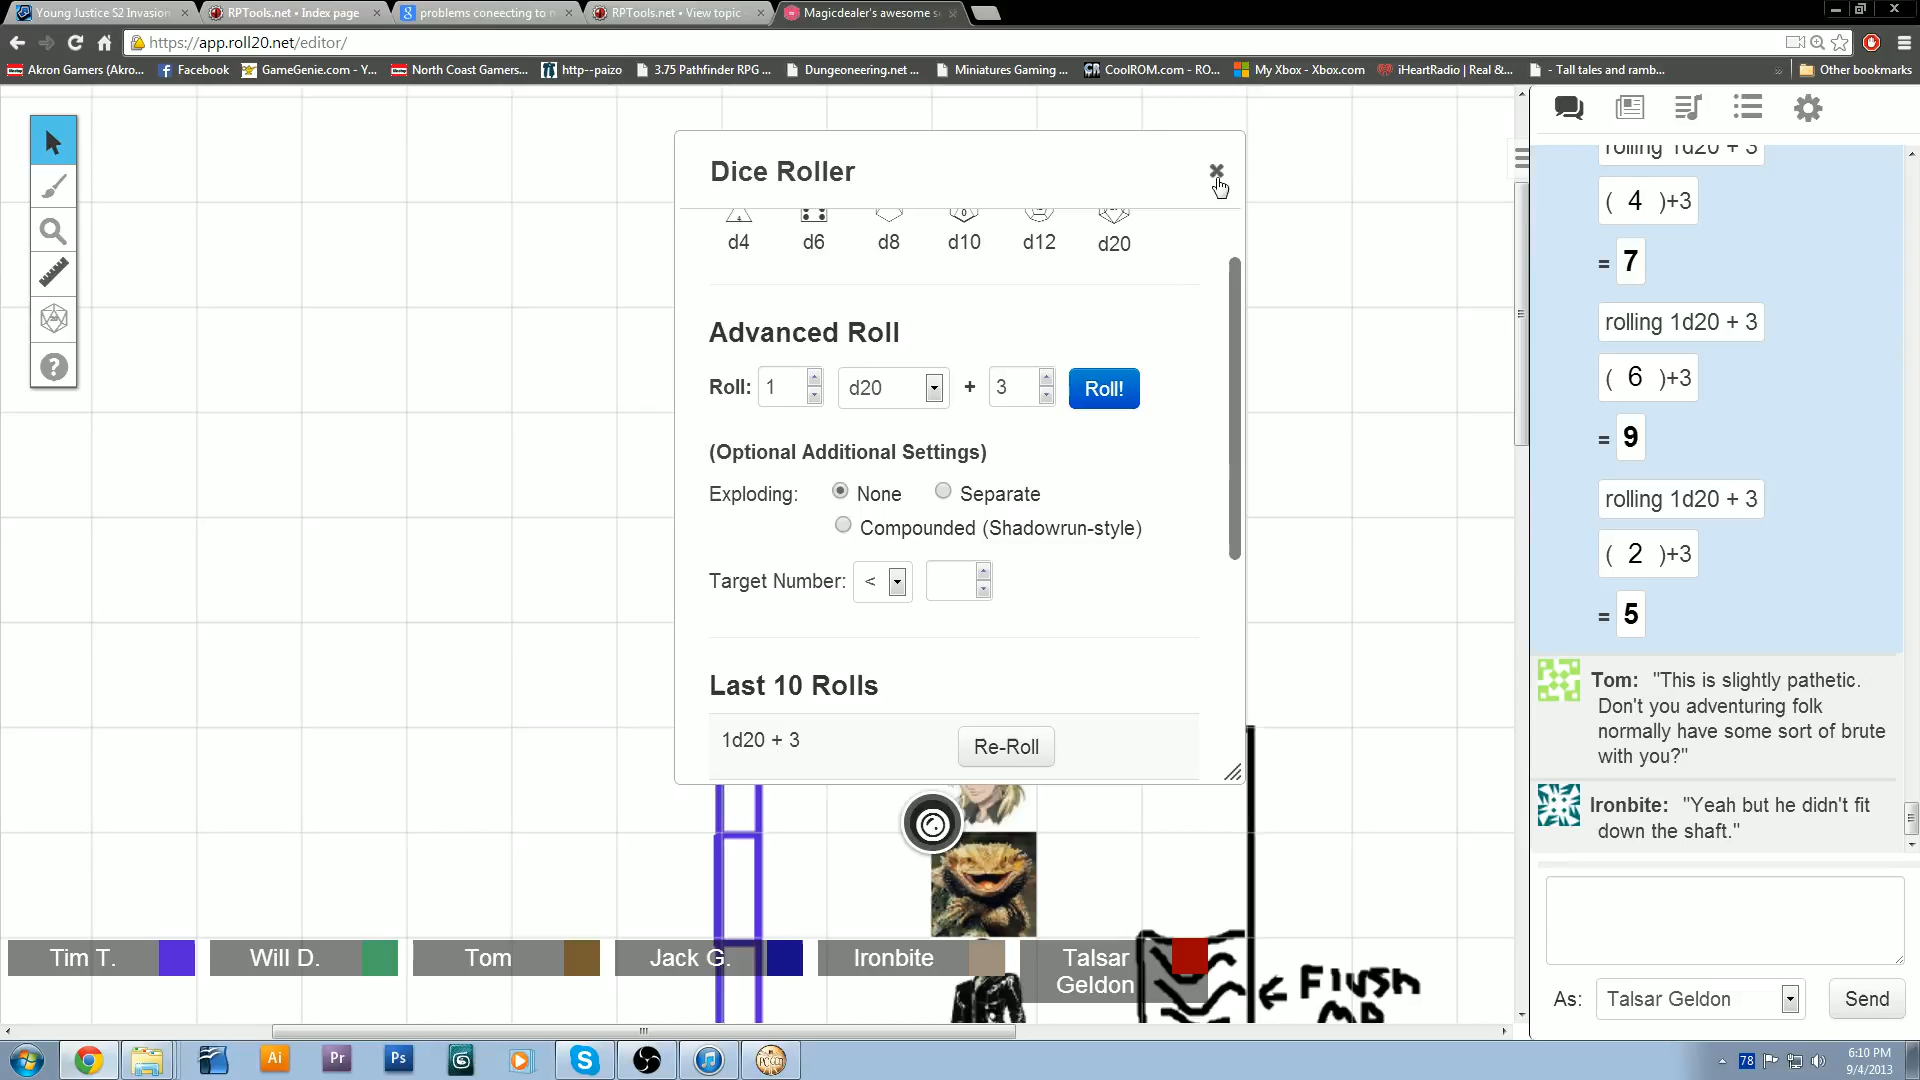 Young Justice S2 Invasion
RPTools.net • Index page
problems coneecting to
RPTools.net • View topic
Magicdealer's awesome
https://app.roll20.net/editor/
Akron Gamers (Akro...
Facebook
GameGenie.com - Y...
North Coast Gamers...
http--paizo
3.75 Pathfinder RPG ...
Dungeoneering.net ...
Miniatures Gaming ...
CoolROM.com - RO...
My Xbox - Xbox.com
iHeartRadio | Real &...
- Tall tales and ramb...
Other bookmarks
Dice Roller
d4
d6
d8
d10
d12
d20
Advanced Roll
Roll: 1 d20 + 3 Roll!
(Optional Additional Settings)
Exploding: None Separate
Compounded (Shadowrun-style)
Target Number: <
Last 10 Rolls
1d20 + 3 Re-Roll
rolling 1d20 + 3
( 4 )+3
= 7
rolling 1d20 + 3
( 6 )+3
= 9
rolling 1d20 + 3
( 2 )+3
= 5
Tom: "This is slightly pathetic.
Don't you adventuring folk
normally have some sort of brute
with you?"
Ironbite: "Yeah but he didn't fit
down the shaft."
As: Talsar Geldon Send
Tim T.
Will D.
Tom
Jack G.
Ironbite
Talsar
Geldon
Flush
Ai
Pr
Ps
78
6:10 PM
9/4/2013